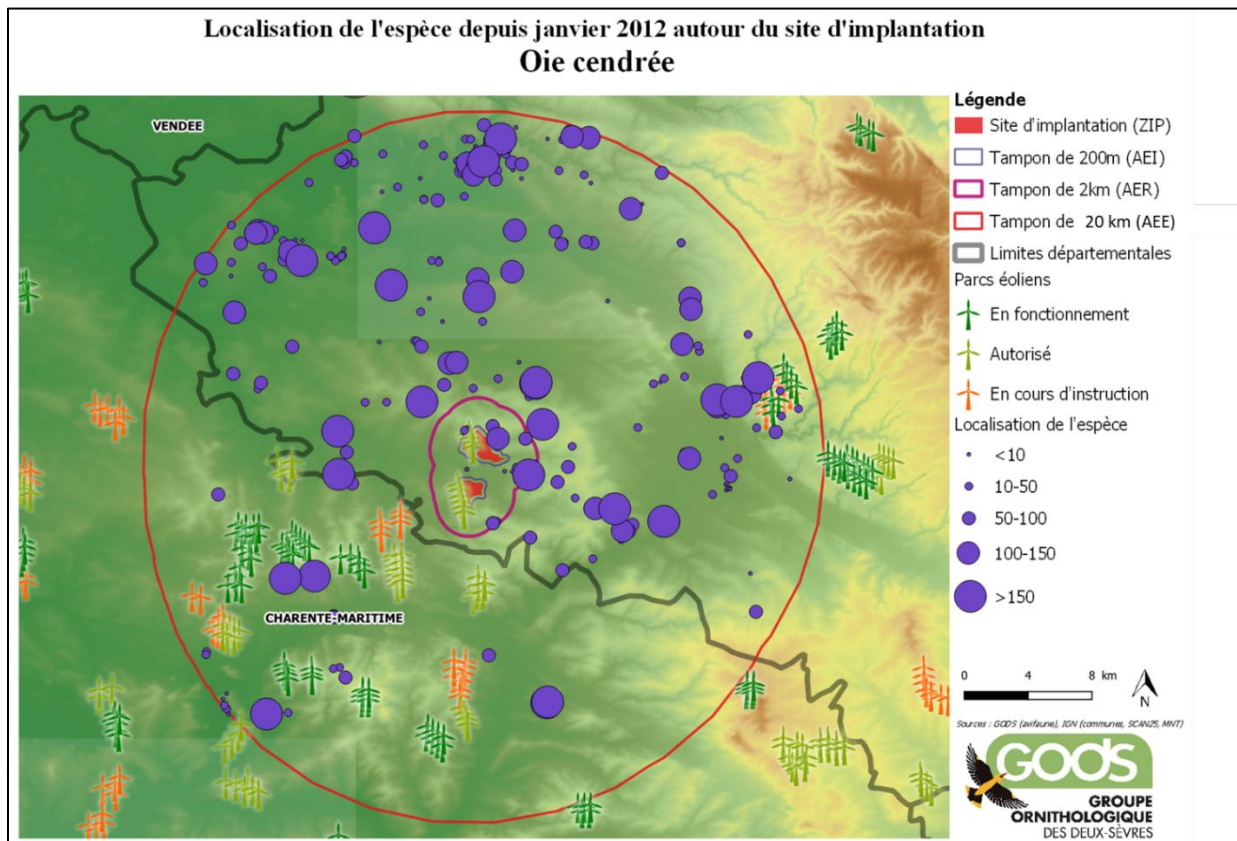 Localisation de l'espèce depuis janvier 2012 autour du site d'implantation
Oie cendrée
VENDEE
CHARENTE-MARITIME
Légende
Site d'implantation (ZIP)
Tampon de 200m (AEI)
Tampon de 2km (AER)
Tampon de 20 km (AEE)
Limites départementales
Parcs éoliens
En fonctionnement
Autorisé
En cours d'instruction
Localisation de l'espèce
<10
10-50
50-100
100-150
>150
0 4 8 km
N
Sources : GODS (avifaune), IGN (communes, SCAN25, MNT)
GODS
GROUPE
ORNITHOLOGIQUE
DES DEUX-SÈVRES